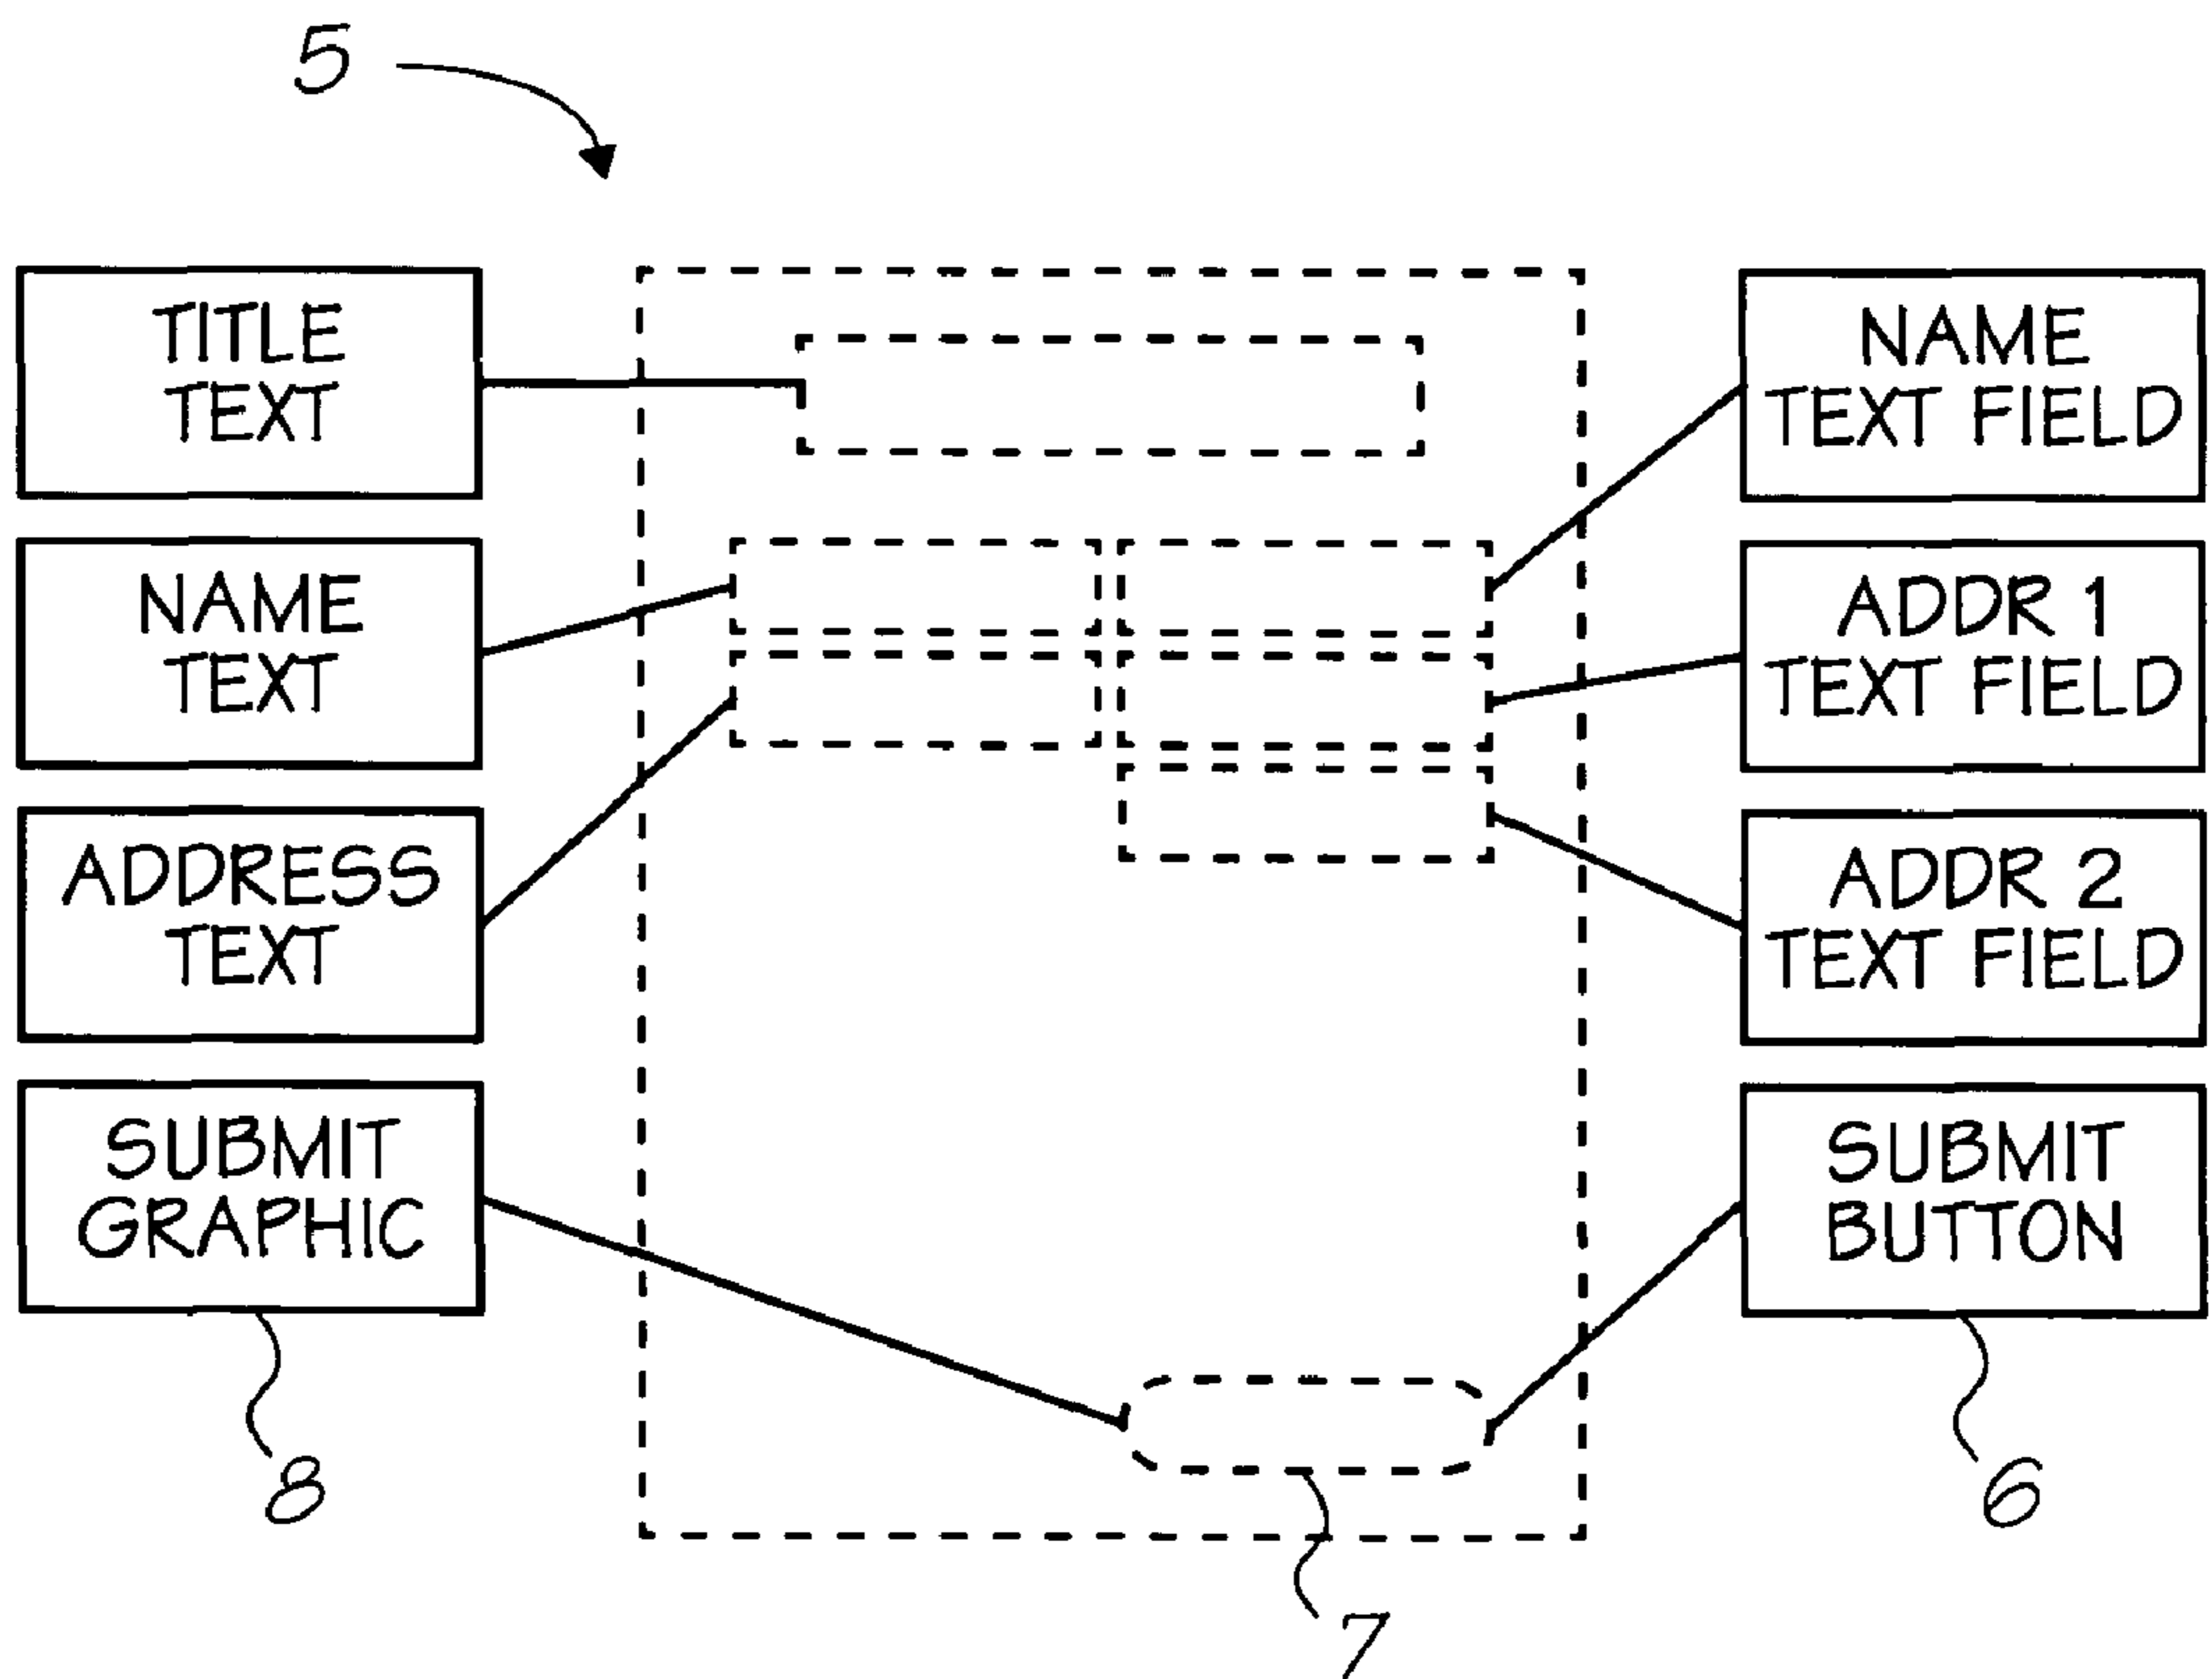 5
TITLE
TEXT
NAME
TEXT
ADDRESS
TEXT
SUBMIT
GRAPHIC
8
NAME
TEXT FIELD
ADDR 1
TEXT FIELD
ADDR 2
TEXT FIELD
SUBMIT
BUTTON
6
7